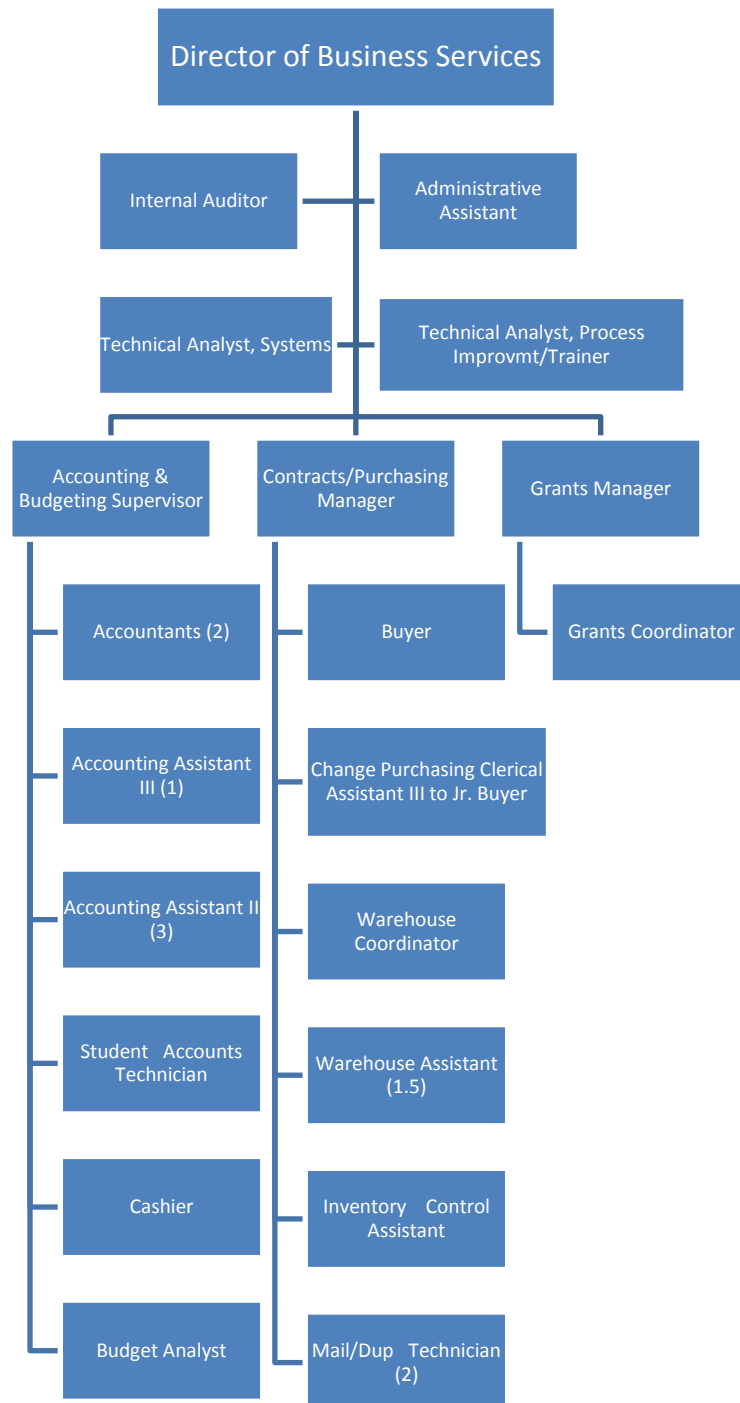 Director of Business Services
Internal Auditor
Administrative
Assistant
Technical Analyst, Systems
Technical Analyst, Process
Improvmt/Trainer
Accounting &
Budgeting Supervisor
Contracts/Purchasing
Manager
Grants Manager
Accountants (2)
Buyer
Grants Coordinator
Accounting Assistant
III (1)
Change Purchasing Clerical
Assistant III to Jr. Buyer
Accounting Assistant II
(3)
Warehouse
Coordinator
Student Accounts
Technician
Warehouse Assistant
(1.5)
Cashier
Inventory Control
Assistant
Budget Analyst
Mail/Dup Technician
(2)